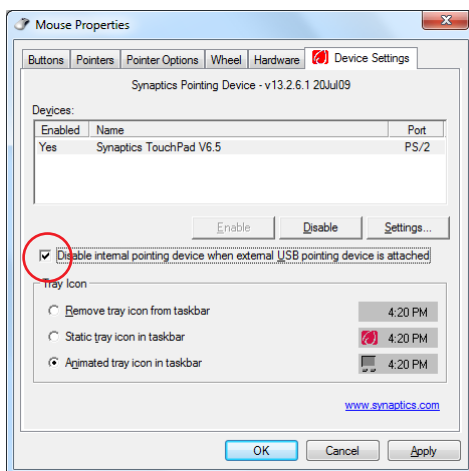 Mouse Properties
Buttons Pointers Pointer Options Wheel Hardware Device Settings
Synaptics Pointing Device - v13.2.6.1 20Jul09
Devices:
Enabled Name Port
Yes Synaptics TouchPad V6.5 PS/2
Enable Disable Settings...
Disable internal pointing device when external USB pointing device is attached
Tray Icon
Remove tray icon from taskbar 4:20 PM
Static tray icon in taskbar 4:20 PM
Animated tray icon in taskbar 4:20 PM
www.synaptics.com
OK Cancel Apply